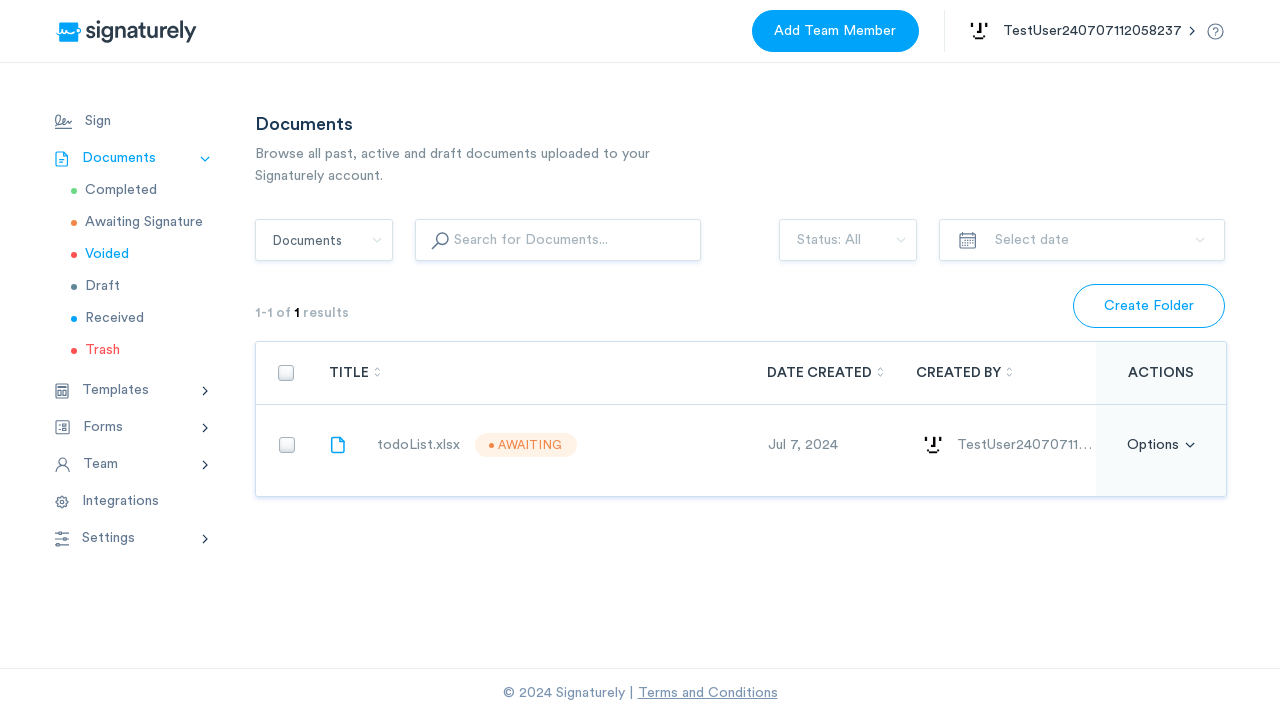 signaturely
Add Team Member
TestUser240707112058237
Sign
Documents
Completed
Awaiting Signature
Voided
Draft
Received
Trash
Templates
Forms
Team
Integrations
Settings
Documents
Browse all past, active and draft documents uploaded to your
Signaturely account.
Documents
Search for Documents...
Status: All
Select date
1-1 of 1 results
Create Folder
TITLE
DATE CREATED
CREATED BY
ACTIONS
todoList.xlsx
AWAITING
Jul 7, 2024
TestUser24070711...
Options
© 2024 Signaturely | Terms and Conditions